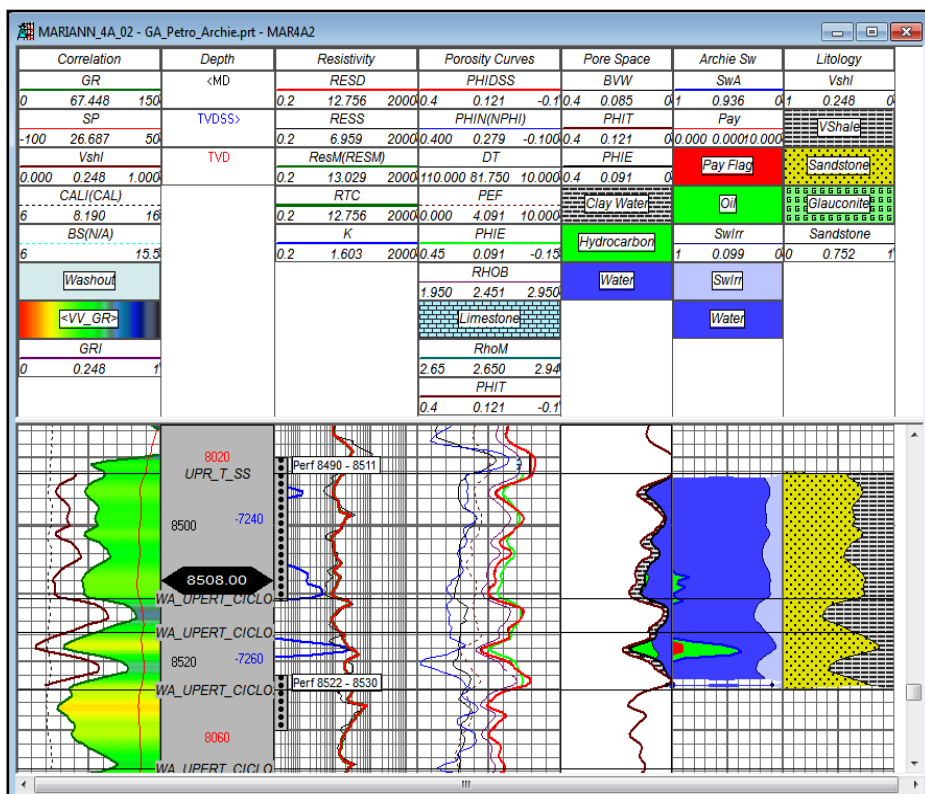 MARIANN_4A_02 - GA_Petro_Archie.prt - MAR4A2
Correlation Depth Resistivity Porosity Curves Pore Space Archie Sw Litology
GR <MD RESD PHIDSS BVW SwA Vshl
0 67.448 150 0.2 12.756 2000 0.4 0.121 -0.1 0.4 0.085 0 1 0.936 0 1 0.248 0
SP TVDSS> RESS PHIN(NPHI) PHIT Pay VShale
-100 26.687 50 0.2 6.959 2000 0.400 0.279 -0.100 0.4 0.121 0 0.000 0.000 10.000
Vshl TVD ResM(RESM) DT PHIE Pay Flag Sandstone
0.000 0.248 1.000 0.2 13.029 2000 110.000 81.750 10.000 0.4 0.091 0
CALI(CAL) RTC PEF Clay Water Oil Glauconite
6 8.190 16 0.2 12.756 2000 0.000 4.091 10.000
BS(N/A) K PHIE Hydrocarbon SwIrr Sandstone
6 15.5 0.2 1.603 2000 0.45 0.091 -0.15 1 0.099 0 0 0.752 1
Washout RHOB Water SwIrr
1.950 2.451 2.950
<VV_GR> Limestone Water
GRI RhoM
0 0.248 1 2.65 2.650 2.94
PHIT
0.4 0.121 -0.1
8020 Perf 8490 - 8511
UPR_T_SS
8500 -7240
8508.00
WA_UPERT_CICLO
WA_UPERT_CICLO
8520 -7260
WA_UPERT_CICLO Perf 8522 - 8530
8060
WA_UPERT_CICLO